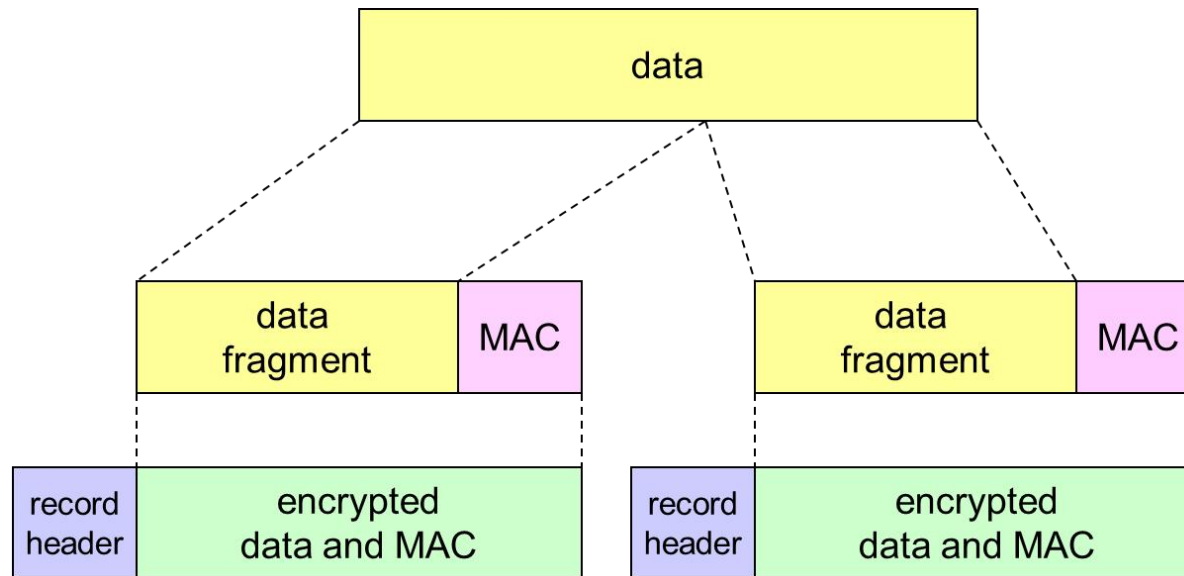 data
data
fragment
MAC
data
fragment
MAC
record
header
encrypted
data and MAC
record
header
encrypted
data and MAC